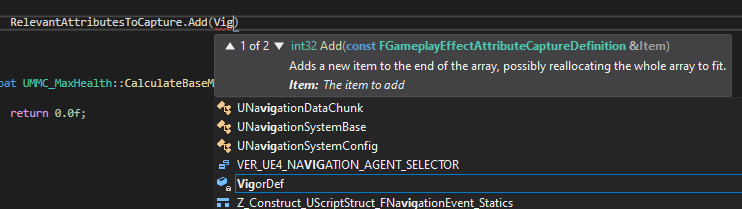 RelevantAttributesToCapture.Add(Vig)
▲ 1 of 2 ▼ int32 Add(const FGameplayEffectAttributeCaptureDefinition &Item)
Adds a new item to the end of the array, possibly reallocating the whole array to fit.
Item: The item to add
oat UMMC_MaxHealth::CalculateBaseM
UNavigationDataChunk
UNavigationSystemBase
return 0.0f;
UNavigationSystemConfig
VER_UE4_NAVIGATION_AGENT_SELECTOR
VigorDef
Z_Construct_UScriptStruct_FNavigationEvent_Statics